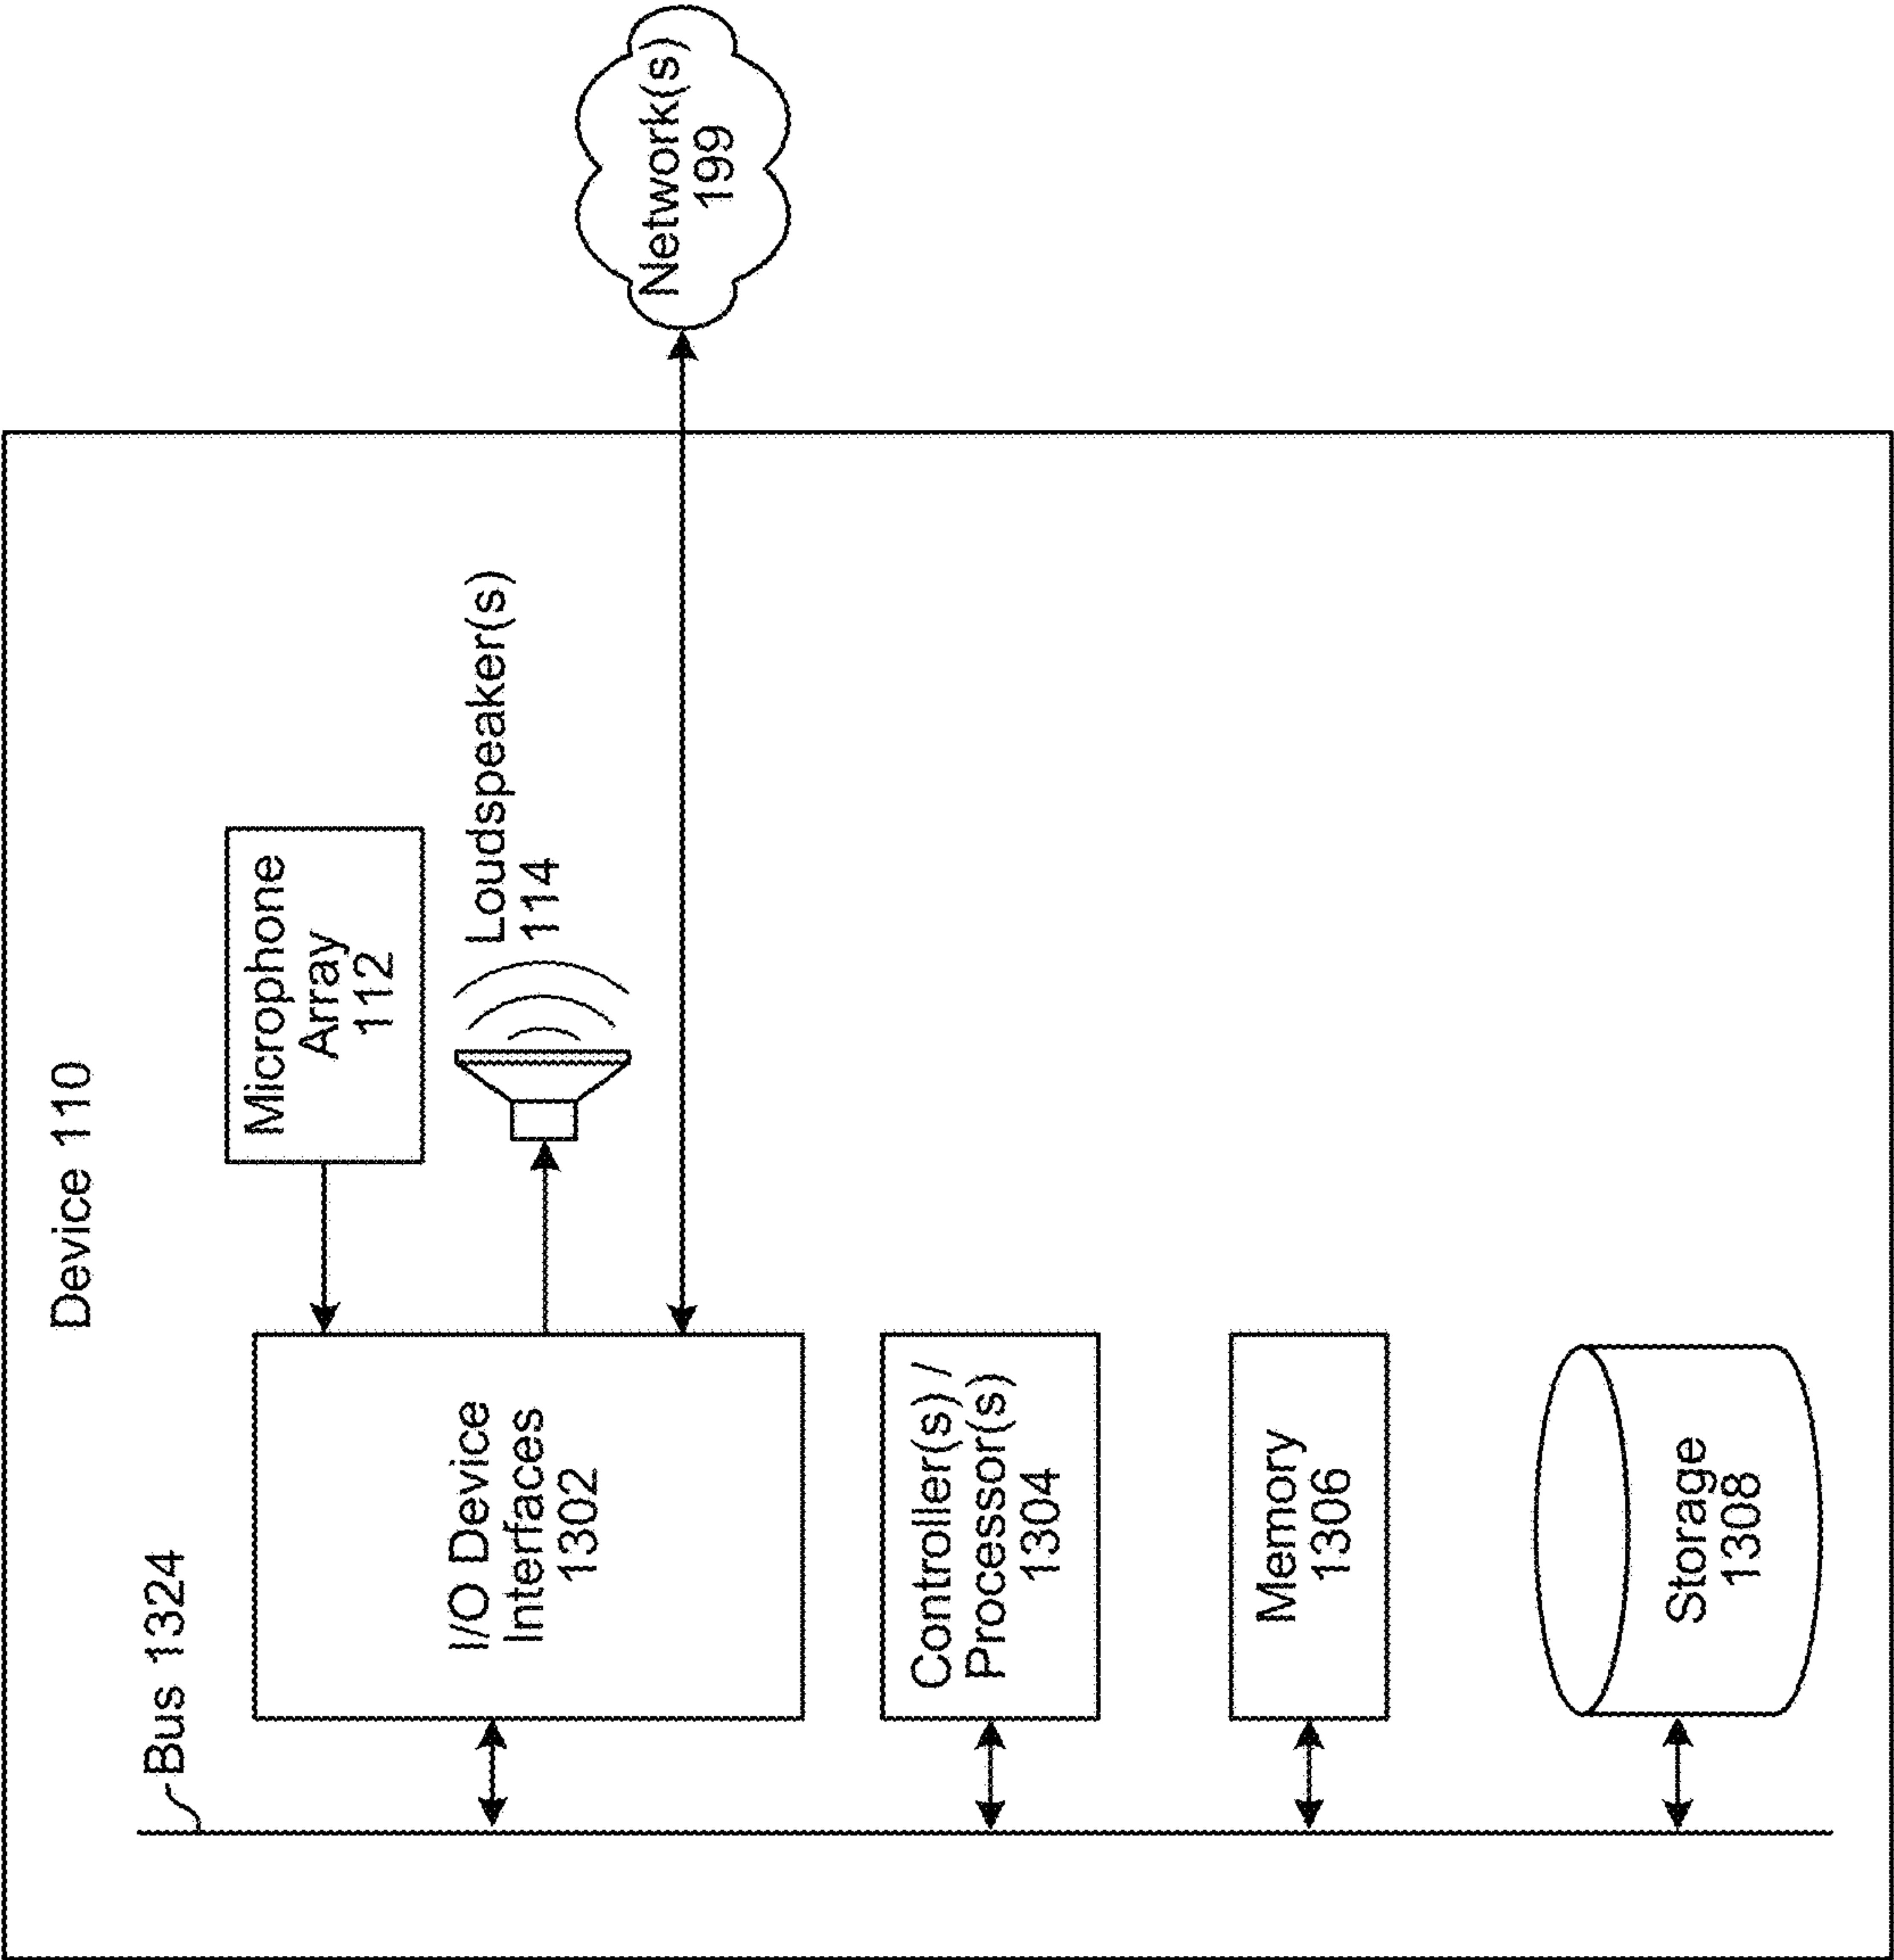 Device 110
Bus 1324
I/O Device
Interfaces
1302
Microphone
Array
112
Loudspeaker(s)
114
Network(s)
199
Controller(s) /
Processor(s)
1304
Memory
1306
Storage
1308